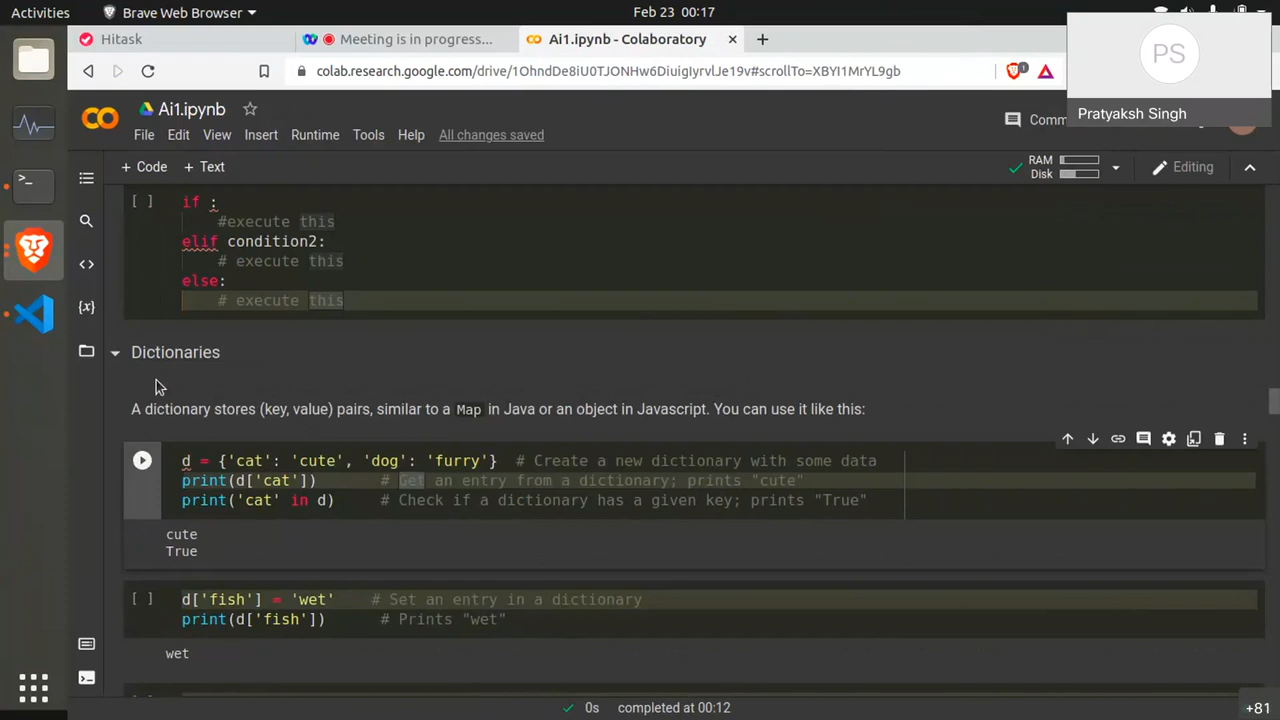 Activities
Brave Web Browser
Feb 23 00:17
Hitask
Meeting is in progress...
Ai1.ipynb - Colaboratory
colab.research.google.com/drive/1OhndDe8iU0TJONHw6DiuigIyrvlJe19v#scrollTo=XBYI1MrYL9gb
1
PS
Pratyaksh Singh
Ai1.ipynb
File Edit View Insert Runtime Tools Help All changes saved
Comm
+ Code + Text
RAM
Disk
Editing
[ ] if :
#execute this
elif condition2:
# execute this
else:
# execute this
Dictionaries
A dictionary stores (key, value) pairs, similar to a Map in Java or an object in Javascript. You can use it like this:
d = {'cat': 'cute', 'dog': 'furry'} # Create a new dictionary with some data
print(d['cat']) # Get an entry from a dictionary; prints "cute"
print('cat' in d) # Check if a dictionary has a given key; prints "True"
cute
True
[ ] d['fish'] = 'wet' # Set an entry in a dictionary
print(d['fish']) # Prints "wet"
wet
0s completed at 00:12
+81